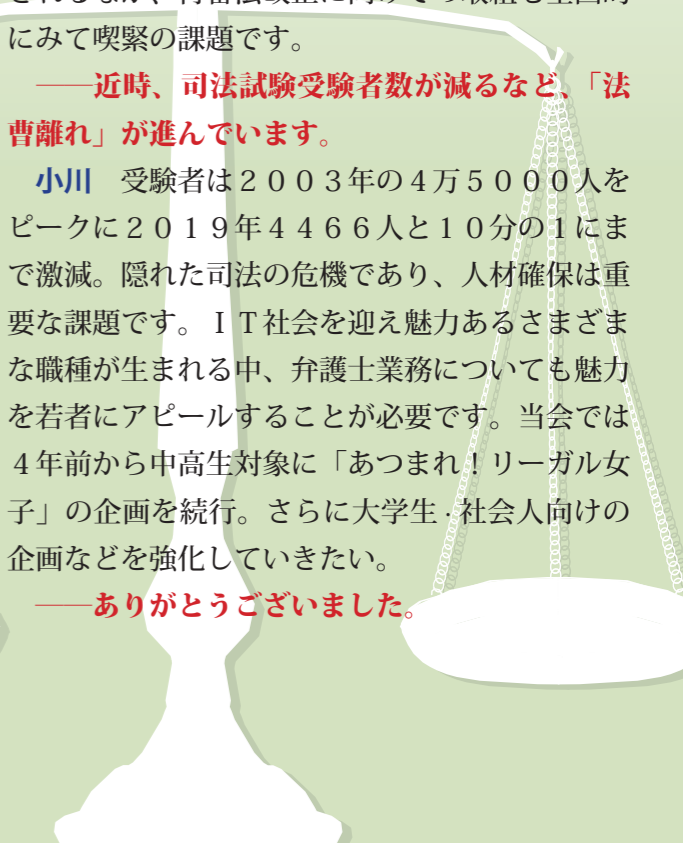 にみて喫緊の課題です。
――近時、司法試験受験者数が減るなど、「法
曹離れ」が進んでいます。
小川　受験者は２００３年の４万５０００人を
ピークに２０１９年４４６６人と１０分の１にま
で激減。隠れた司法の危機であり、人材確保は重
要な課題です。ＩＴ社会を迎え魅力あるさまざま
な職種が生まれる中、弁護士業務についても魅力
を若者にアピールすることが必要です。当会では
４年前から中高生対象に「あつまれ！リーガル女
子」の企画を続行。さらに大学生·社会人向けの
企画などを強化していきたい。
――ありがとうございました。